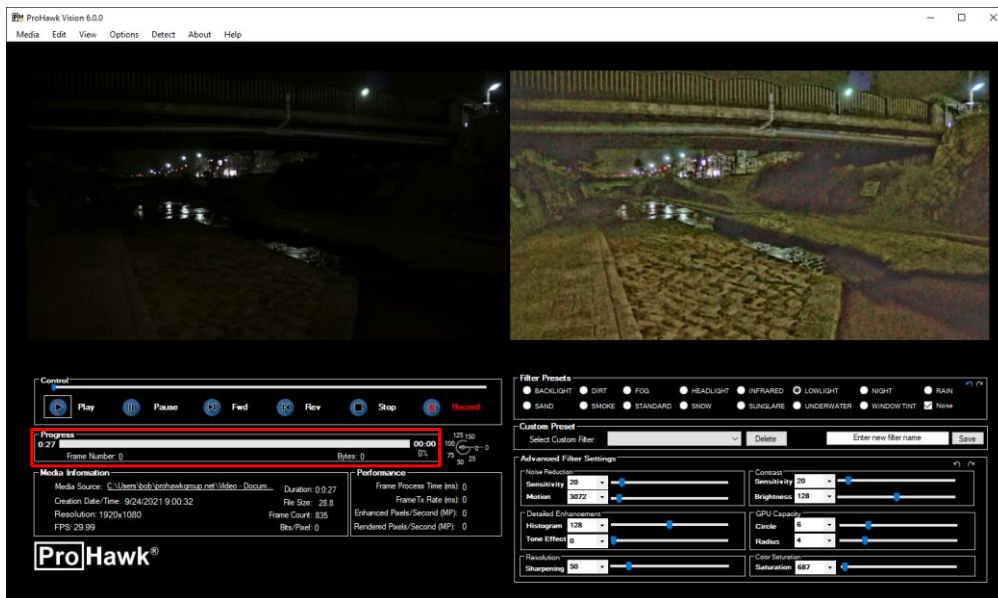 ProHawk Vision 6.0.0
Media Edit View Options Detect About Help
Control
Play Pause Fwd Rev Stop Record
Progress
0:27 00:00
Frame Number: 0 Bytes: 0 0%
125 150
100 0
75 50 25
Media Information
Media Source: C:\Users\bob\prohawkgroup.net\Video - Docum... Duration: 0:0:27
Creation Date/Time: 9/24/2021 9:00:32 File Size: 28.8
Resolution: 1920x1080 Frame Count: 835
FPS: 29.99 Bits/Pixel: 0
Performance
Frame Process Time (ms): 0
FrameTx Rate (ms): 0
Enhanced Pixels/Second (MP): 0
Rendered Pixels/Second (MP): 0
ProHawk®
Filter Presets
BACKLIGHT DIRT FOG HEADLIGHT INFRARED LOWLIGHT NIGHT RAIN
SAND SMOKE STANDARD SNOW SUNGLARE UNDERWATER WINDOW TINT Noise
Custom Preset
Select Custom Filter: Delete Enter new filter name Save
Advanced Filter Settings
Noise Reduction
Sensitivity 20
Motion 3072
Contrast
Sensitivity 20
Brightness 128
Detailed Enhancement
Histogram 128
Tone Effect 0
GPU Capacity
Circle 6
Radius 4
Resolution
Sharpening 50
Color Saturation
Saturation 687